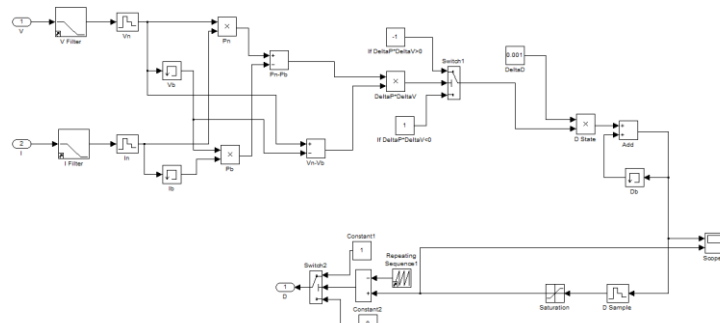 1
V
V Filter
Vn
Vb
Pn
Pn-Pb
-1
If DeltaP*DeltaV>0
Switch1
0.001
DeltaD
DeltaP*DeltaV
1
If DeltaP*DeltaV<0
D State
Add
Db
2
I
I Filter
In
Ib
Pb
Vn-Vb
Constant1
1
Switch2
Repeating
Sequence1
Scope
1
D
Constant2
Saturation
D Sample